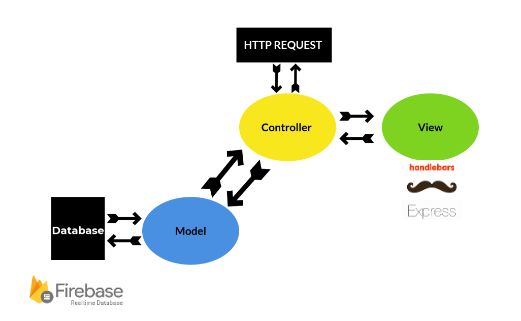 HTTP REQUEST
Controller
View
handlebars
Express
Database
Model
Firebase
Realtime Database